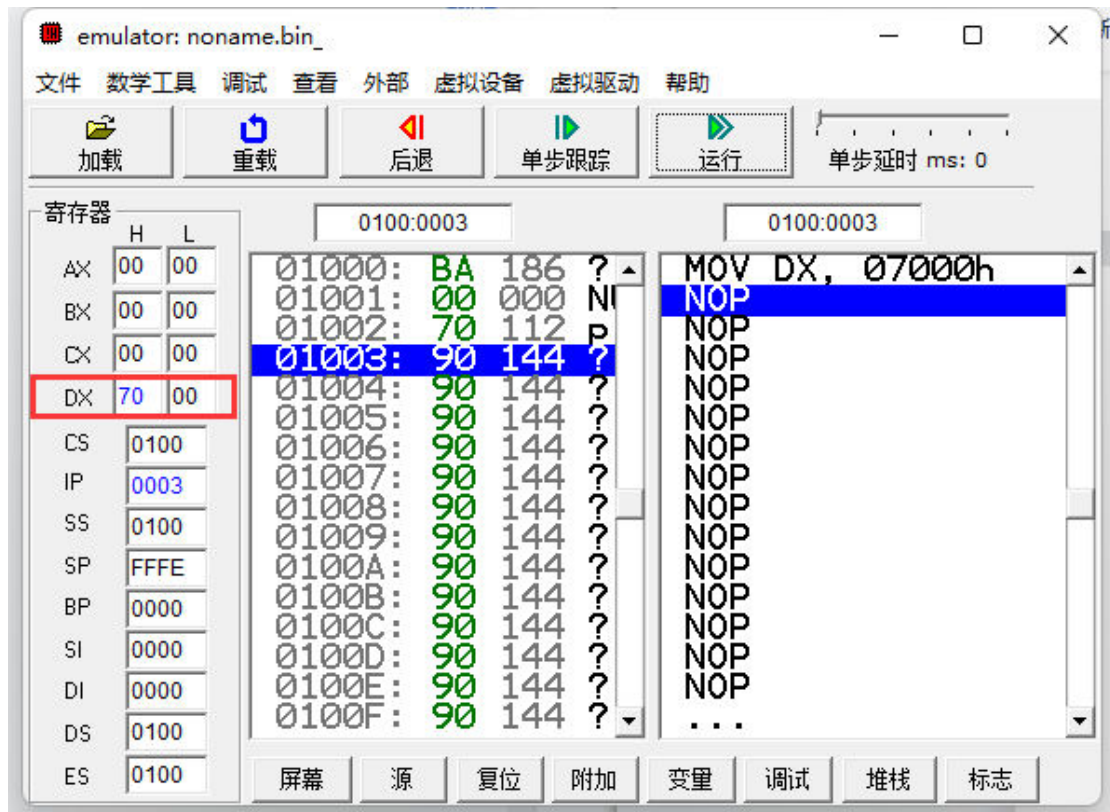 emulator: noname.bin_
文件 数学工具 调试 查看 外部 虚拟设备 虚拟驱动 帮助
加载 重载 后退 单步跟踪 运行 单步延时 ms: 0
寄存器
H L
AX 00 00
BX 00 00
CX 00 00
DX 70 00
CS 0100
IP 0003
SS 0100
SP FFFE
BP 0000
SI 0000
DI 0000
DS 0100
ES 0100
0100:0003
01000: BA 186 ?
01001: 00 000 NU
01002: 70 112 p
01003: 90 144 ?
01004: 90 144 ?
01005: 90 144 ?
01006: 90 144 ?
01007: 90 144 ?
01008: 90 144 ?
01009: 90 144 ?
0100A: 90 144 ?
0100B: 90 144 ?
0100C: 90 144 ?
0100D: 90 144 ?
0100E: 90 144 ?
0100F: 90 144 ?
0100:0003
MOV DX, 07000h
NOP
NOP
NOP
NOP
NOP
NOP
NOP
NOP
NOP
NOP
NOP
NOP
NOP
NOP
...
屏幕 源 复位 附加 变量 调试 堆栈 标志